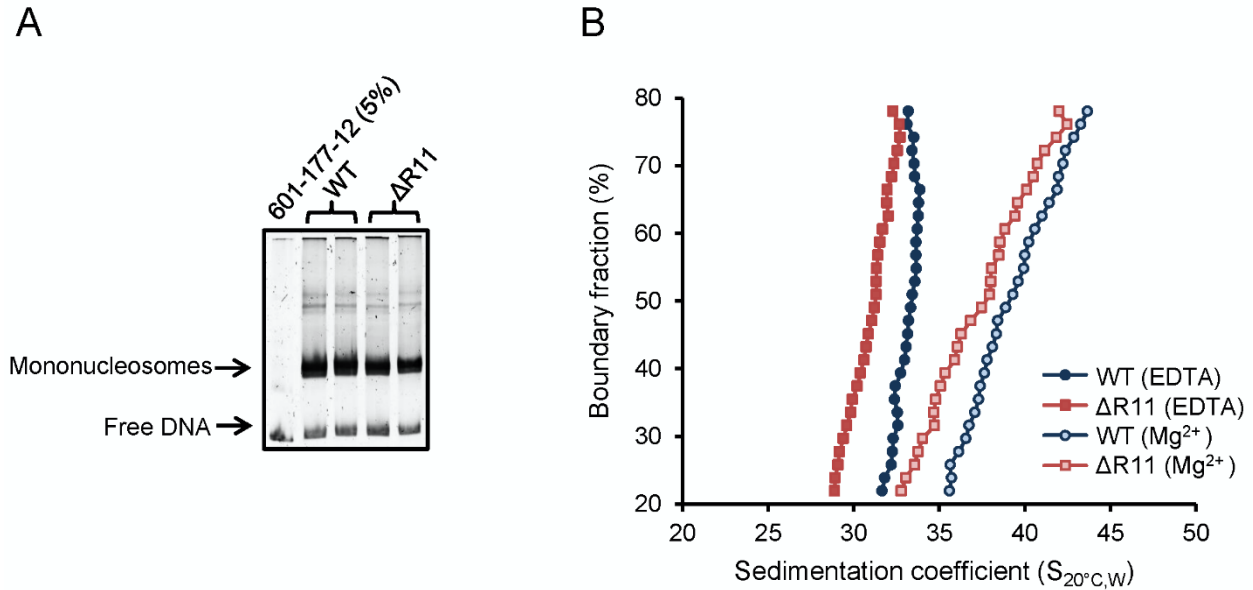 A
601-177-12 (5%)
WT
ΔR11
Mononucleosomes
Free DNA
B
Boundary fraction (%)
80
70
60
50
40
30
20
20 25 30 35 40 45 50
Sedimentation coefficient (S20°C,W)
WT (EDTA)
ΔR11 (EDTA)
WT (Mg2+)
ΔR11 (Mg2+)